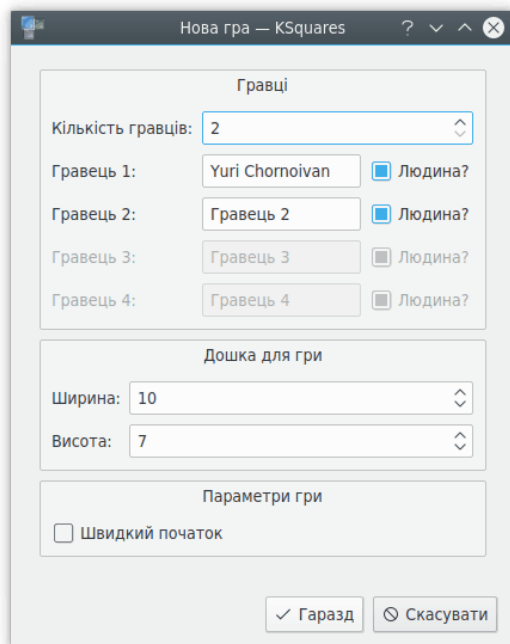 Нова гра — KSquares
Гравці
Кількість гравців: 2
Гравець 1: Yuri Chornoivan Людина?
Гравець 2: Гравець 2 Людина?
Гравець 3: Гравець 3 Людина?
Гравець 4: Гравець 4 Людина?
Дошка для гри
Ширина: 10
Висота: 7
Параметри гри
Швидкий початок
Гаразд Скасувати